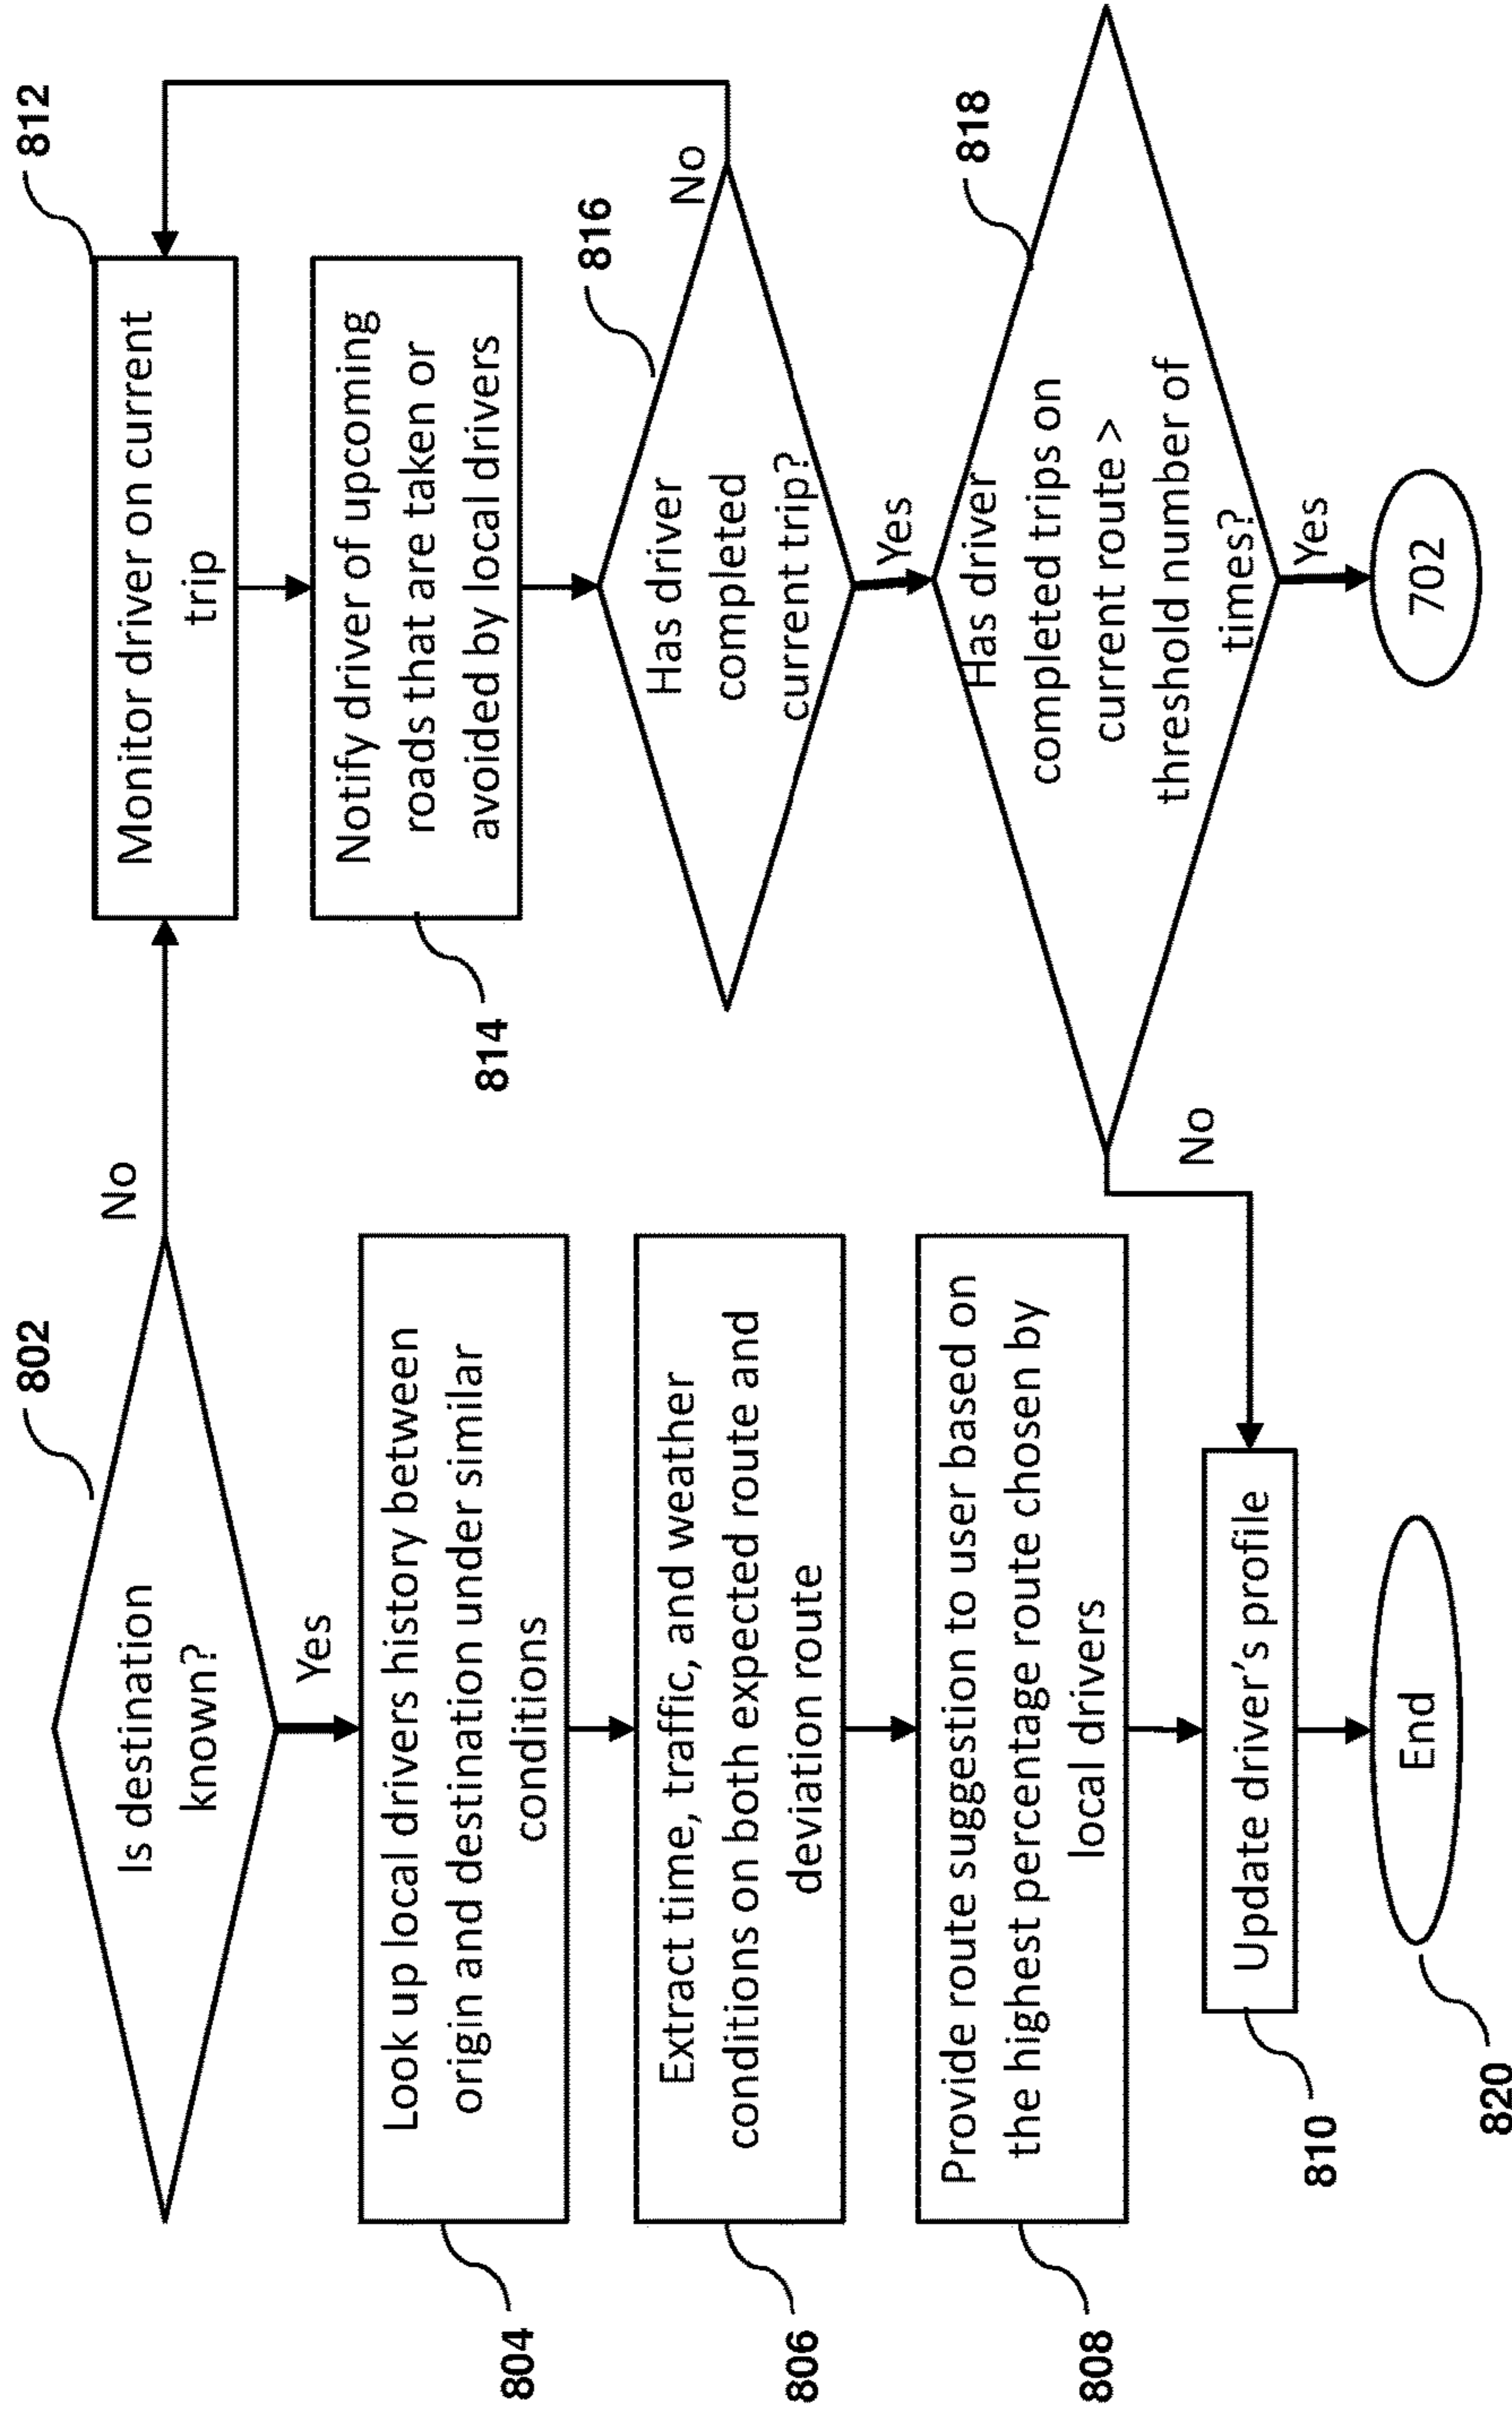 802
Is destination
known?
No
Yes
804
Look up local drivers history between
origin and destination under similar
conditions
806
Extract time, traffic, and weather
conditions on both expected route and
deviation route
808
Provide route suggestion to user based on
the highest percentage route chosen by
local drivers
810
Update driver's profile
820
End
812
Monitor driver on current
trip
814
Notify driver of upcoming
roads that are taken or
avoided by local drivers
816
Has driver
completed
current trip?
No
Yes
818
Has driver
completed trips on
current route >
threshold number of
times?
No
Yes
702